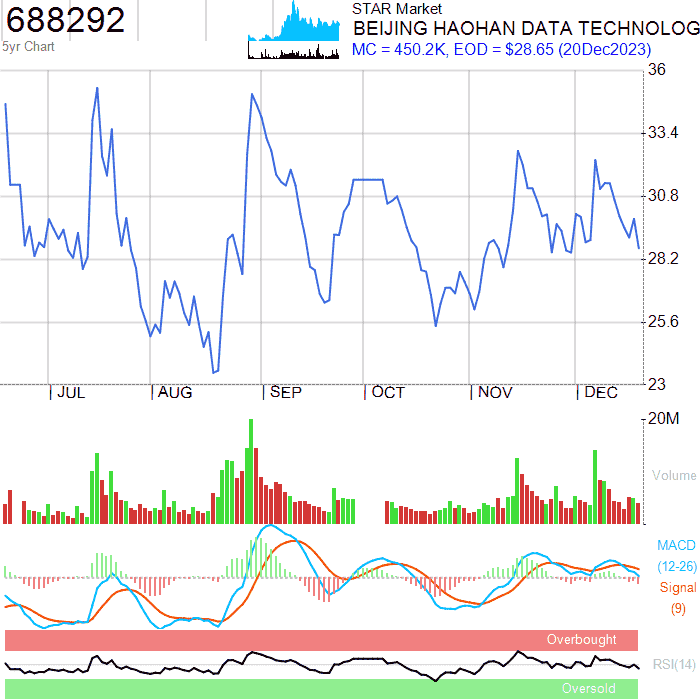 688292
5yr Chart
STAR Market
BEIJING HAOHAN DATA TECHNOLOG
MC = 450.2K, EOD = $28.65 (20Dec2023)
36
33.4
30.8
28.2
25.6
23
JUL AUG SEP OCT NOV DEC
20M
Volume
MACD
(12-26)
Signal
(9)
Overbought
RSI(14)
Oversold